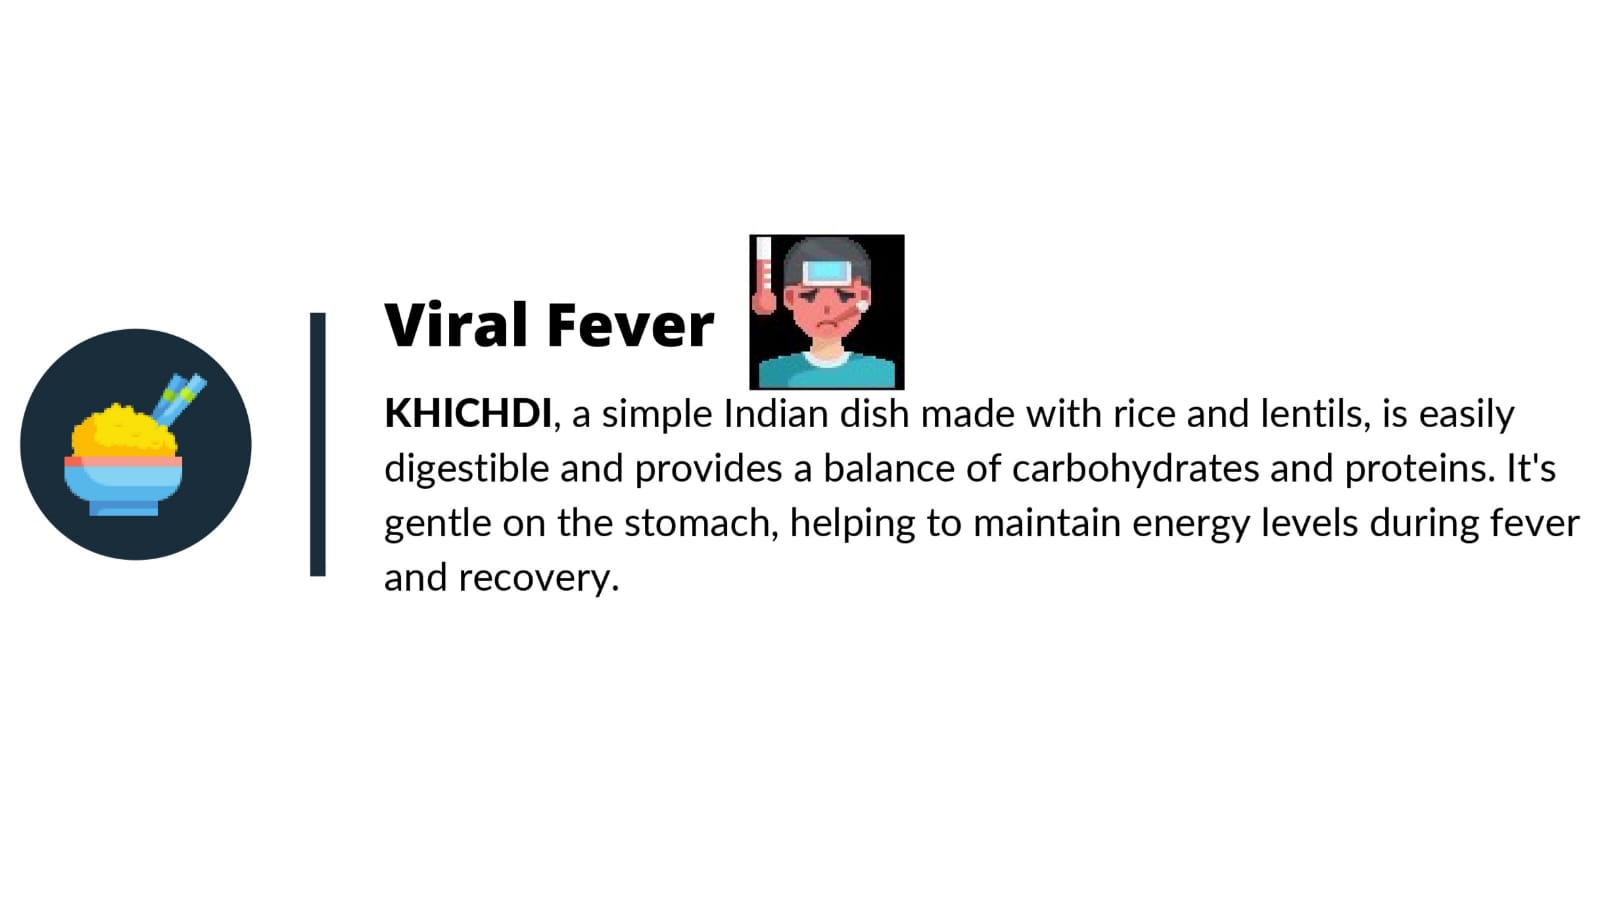 Viral Fever
KHICHDI, a simple Indian dish made with rice and lentils, is easily
digestible and provides a balance of carbohydrates and proteins. It's
gentle on the stomach, helping to maintain energy levels during fever
and recovery.